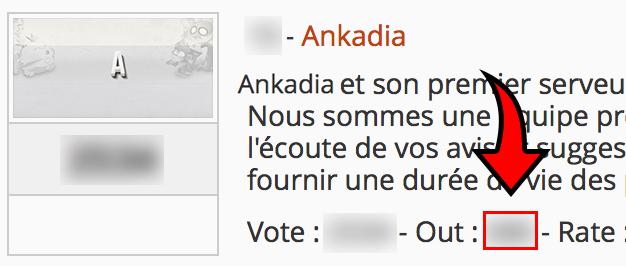 A
- Ankadia
Ankadia et son premier serveu
Nous sommes une équipe pr
l'écoute de vos avis sugges
fournir une durée de vie des
Vote : - Out : - Rate :